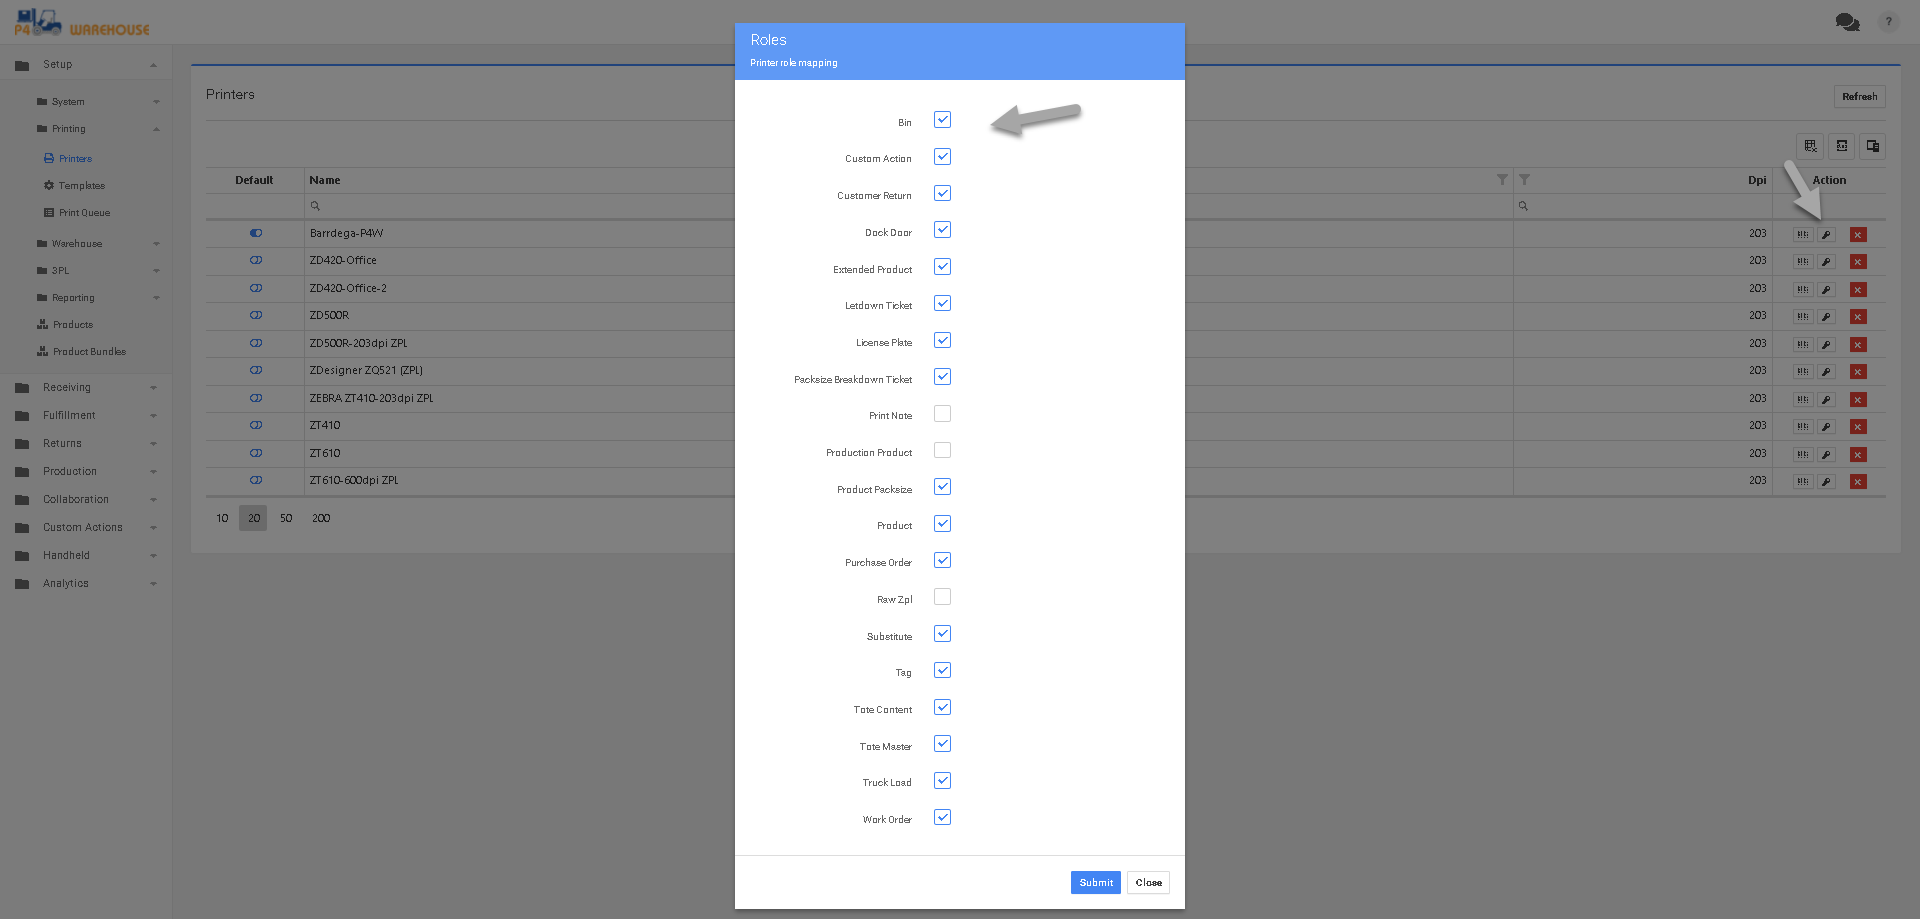 P4 WAREHOUSE
?
Setup
System
Printing
Printers
Templates
Print Queue
Warehouse
3PL
Reporting
Products
Product Bundles
Receiving
Fulfillment
Returns
Production
Collaboration
Custom Actions
Handheld
Analytics
Printers
Refresh
Default Name Dpi Action
Barrdega-P4W 203
ZD420-Office 203
ZD420-Office-2 203
ZD500R 203
ZD500R-203dpi ZPL 203
ZDesigner ZQ521 (ZPL) 203
ZEBRA ZT410-203dpi ZPL 203
ZT410 203
ZT610 203
ZT610-600dpi ZPL 203
10 20 50 200
Roles
Printer role mapping
Bin
Custom Action
Customer Return
Dock Door
Extended Product
Letdown Ticket
License Plate
Packsize Breakdown Ticket
Print Note
Production Product
Product Packsize
Product
Purchase Order
Raw Zpl
Substitute
Tag
Tote Content
Tote Master
Truck Load
Work Order
Submit Close